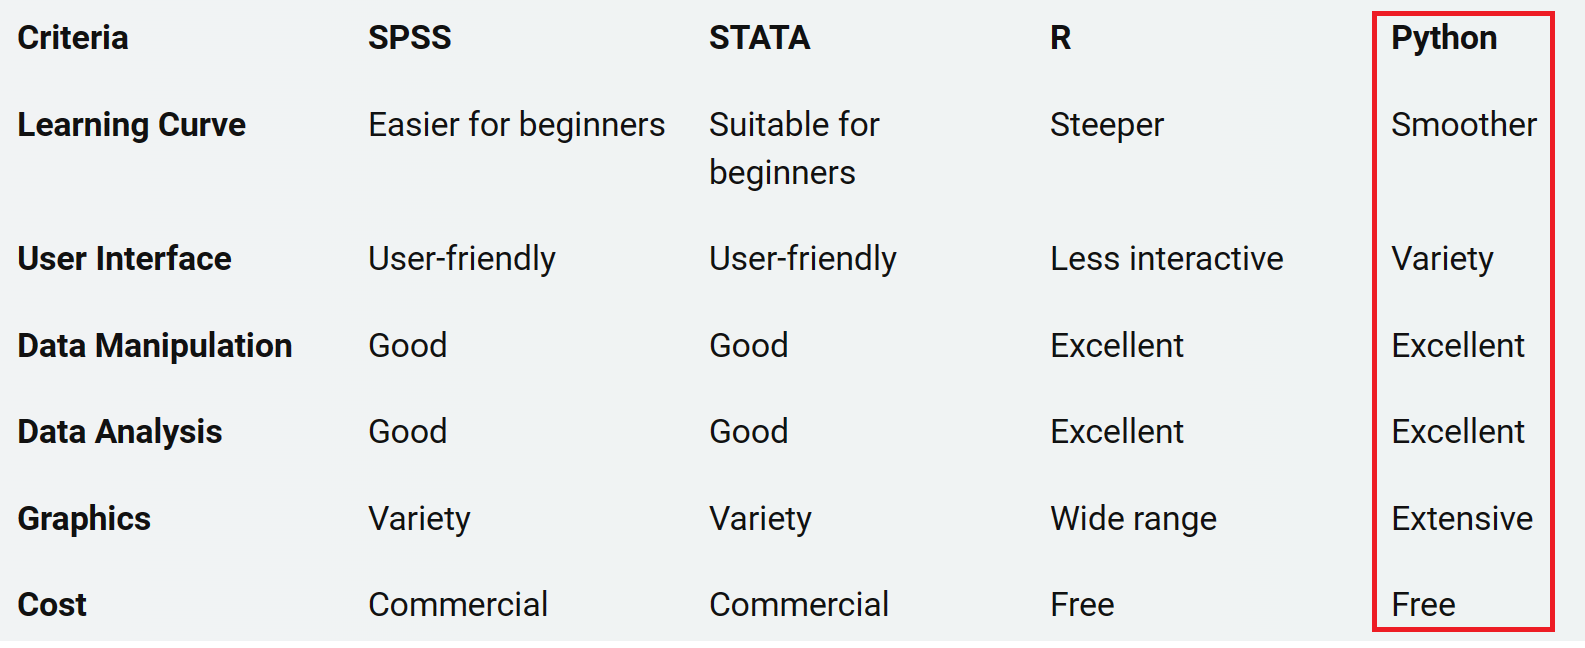 Criteria SPSS STATA R Python
Learning Curve Easier for beginners Suitable for beginners Steeper Smoother
User Interface User-friendly User-friendly Less interactive Variety
Data Manipulation Good Good Excellent Excellent
Data Analysis Good Good Excellent Excellent
Graphics Variety Variety Wide range Extensive
Cost Commercial Commercial Free Free